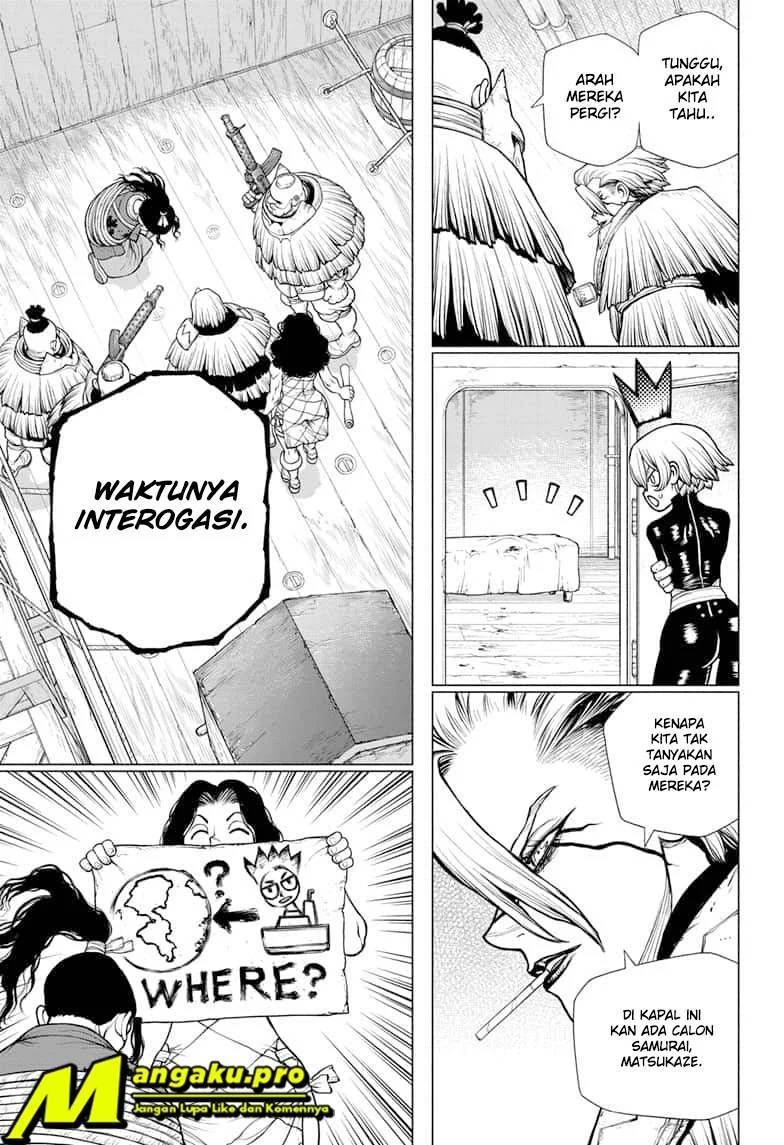 TUNGGU,
APAKAH
KITA
TAHU..
ARAH
MEREKA
PERGI?
KENAPA
KITA TAK
TANYAKAN
SAJA PADA
MEREKA?
DI KAPAL INI
KAN ADA CALON
SAMURAI,
MATSUKAZE.
WAKTUNYA
INTEROGASI.
?
WHERE?
Mangaku.pro
Jangan Lupa Like dan Komennya